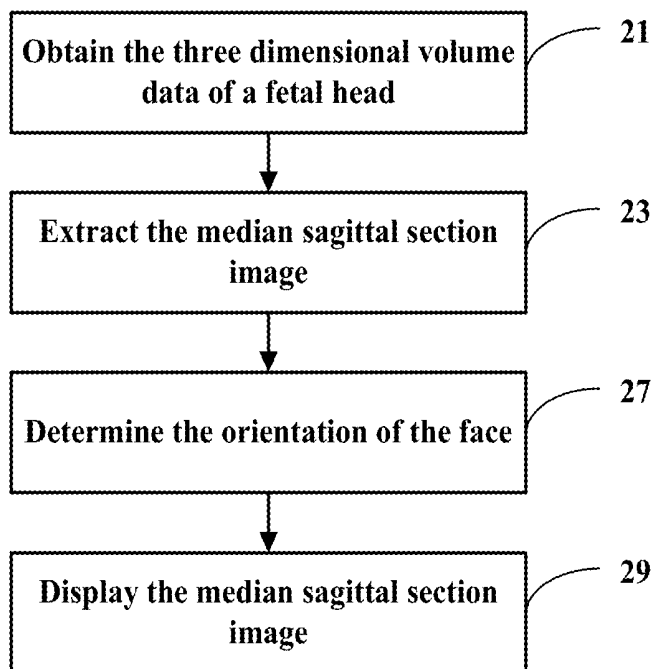 Obtain the three dimensional volume
data of a fetal head
21
Extract the median sagittal section
image
23
Determine the orientation of the face
27
Display the median sagittal section
image
29